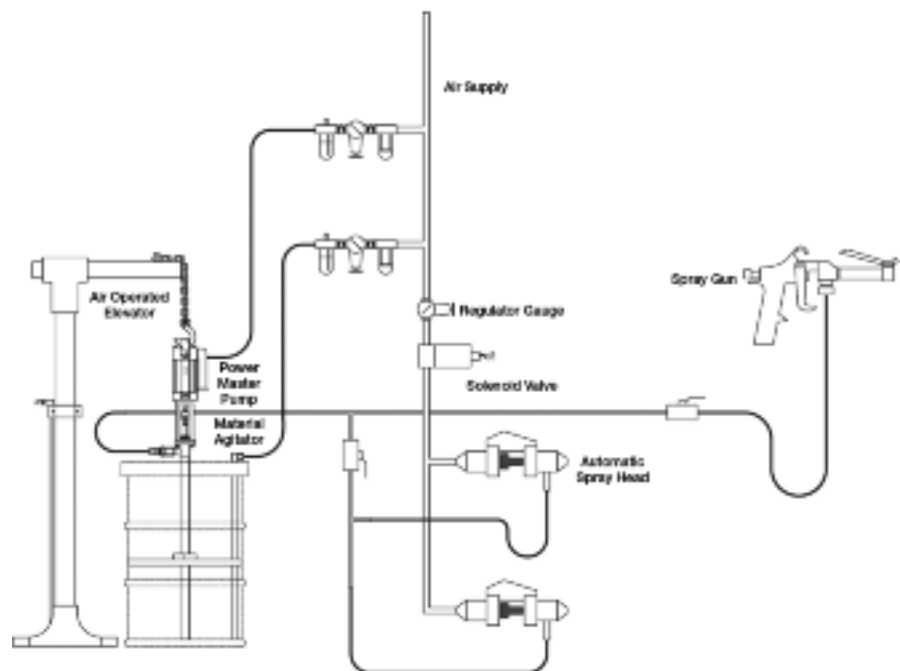 Air Supply
Spray Gun
Air Operated
Elevator
Regulator Gauge
Power
Master
Pump
Solenoid Valve
Material
Agitator
Automatic
Spray Head